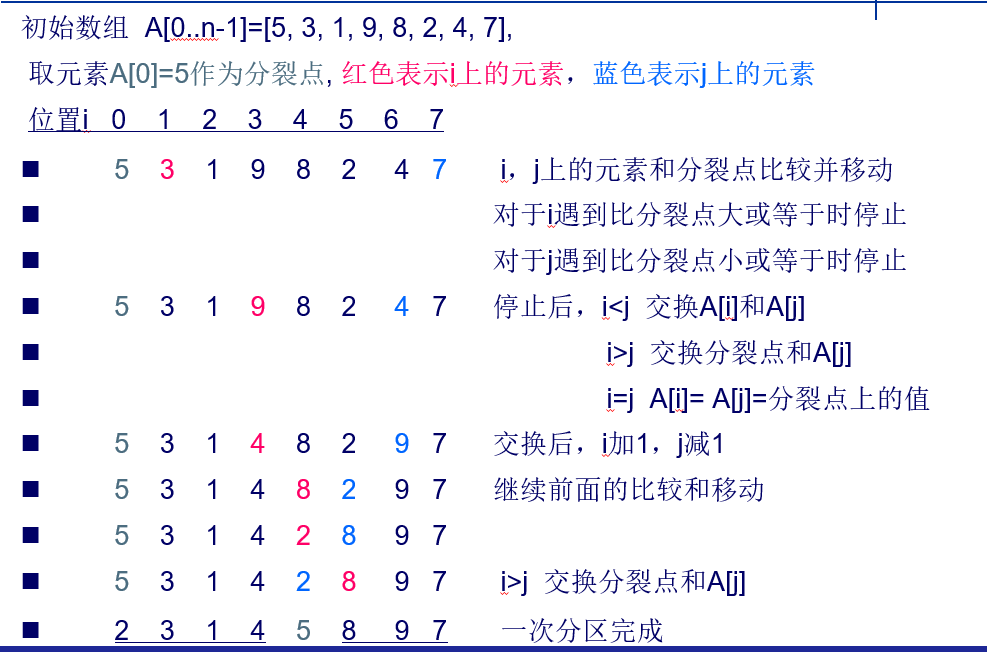 初始数组 A[0..n-1]=[5, 3, 1, 9, 8, 2, 4, 7],
取元素A[0]=5作为分裂点, 红色表示i上的元素，蓝色表示j上的元素
位置i 0 1 2 3 4 5 6 7
■ 5 3 1 9 8 2 4 7 i，j上的元素和分裂点比较并移动
■ 对于i遇到比分裂点大或等于时停止
■ 对于j遇到比分裂点小或等于时停止
■ 5 3 1 9 8 2 4 7 停止后，i<j 交换A[i]和A[j]
■ i>j 交换分裂点和A[j]
■ i=j A[i]= A[j]=分裂点上的值
■ 5 3 1 4 8 2 9 7 交换后，i加1，j减1
■ 5 3 1 4 8 2 9 7 继续前面的比较和移动
■ 5 3 1 4 2 8 9 7
■ 5 3 1 4 2 8 9 7 i>j 交换分裂点和A[j]
■ 2 3 1 4 5 8 9 7 一次分区完成